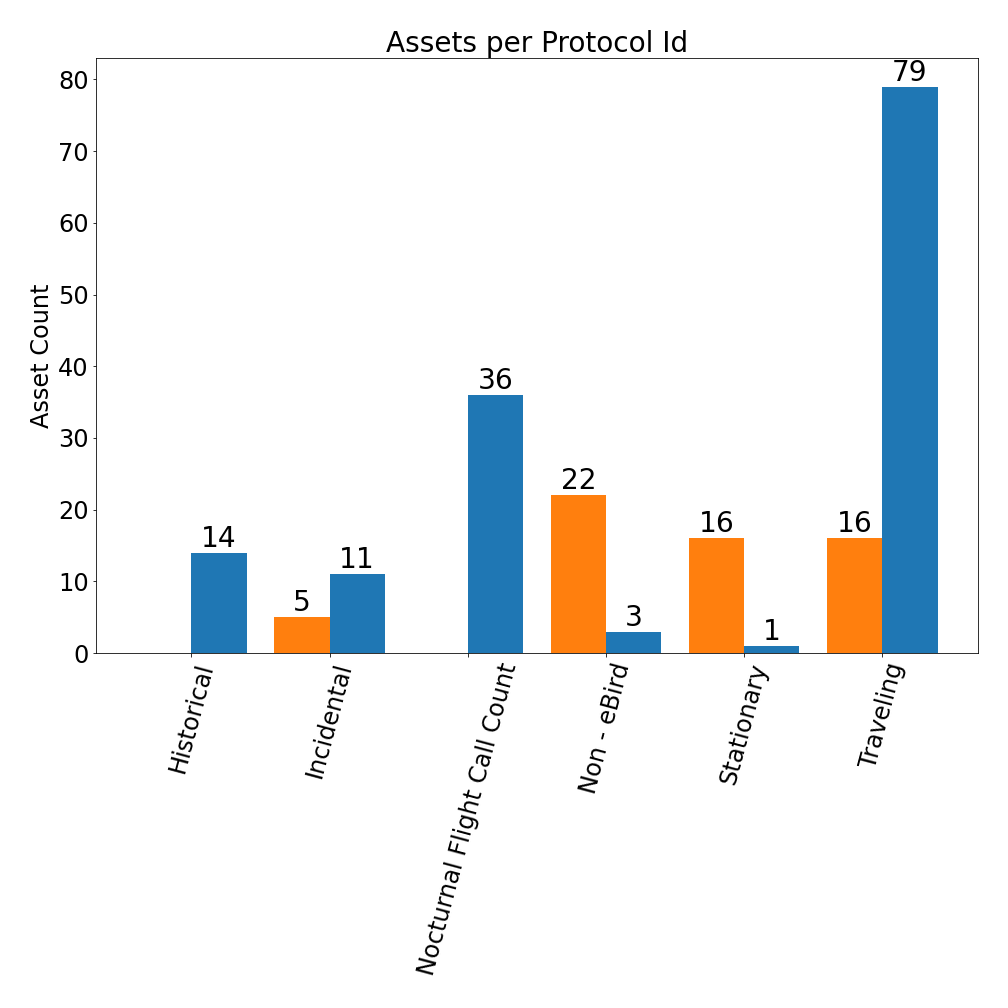 Assets per Protocol Id
Asset Count
80
70
60
50
40
30
20
10
0
14
5
11
36
22
3
16
1
16
79
Historical
Incidental
Nocturnal Flight Call Count
Non - eBird
Stationary
Traveling